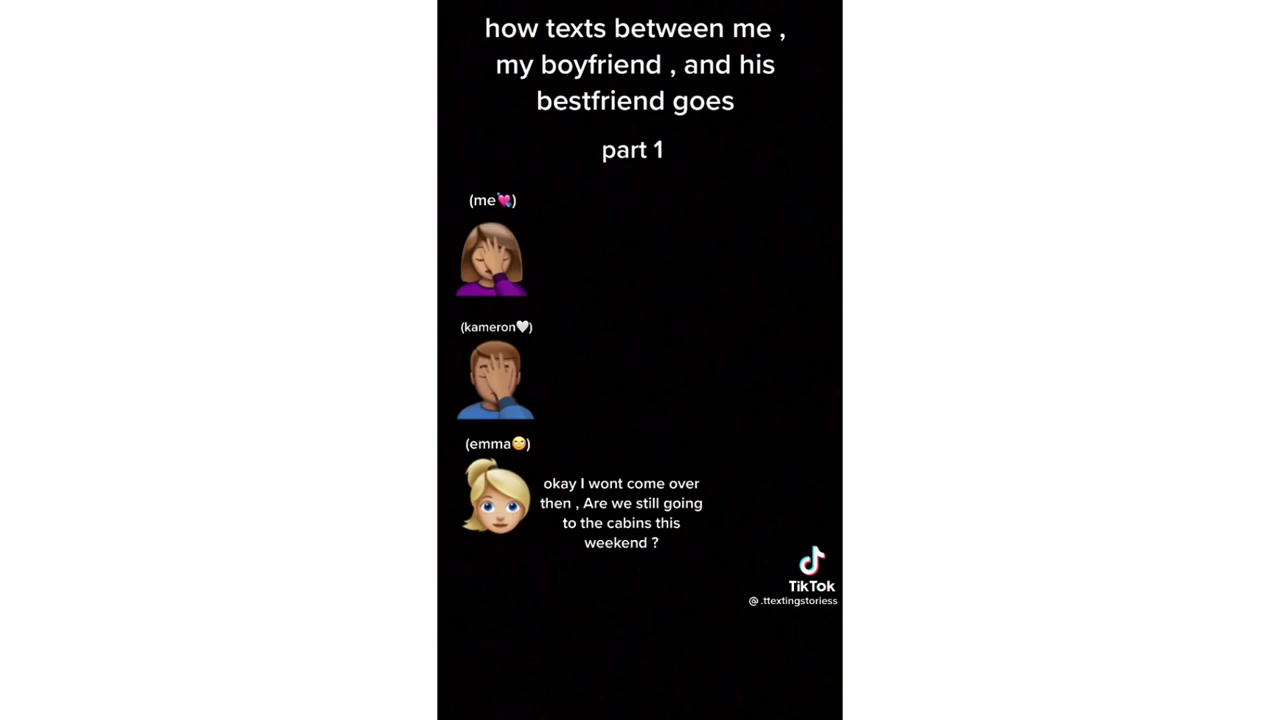 how texts between me ,
my boyfriend , and his
bestfriend goes
part 1
(me💘)
(kameron🤍)
(emma🙄)
okay I wont come over
then , Are we still going
to the cabins this
weekend ?
TikTok
@.ttextingstoriess